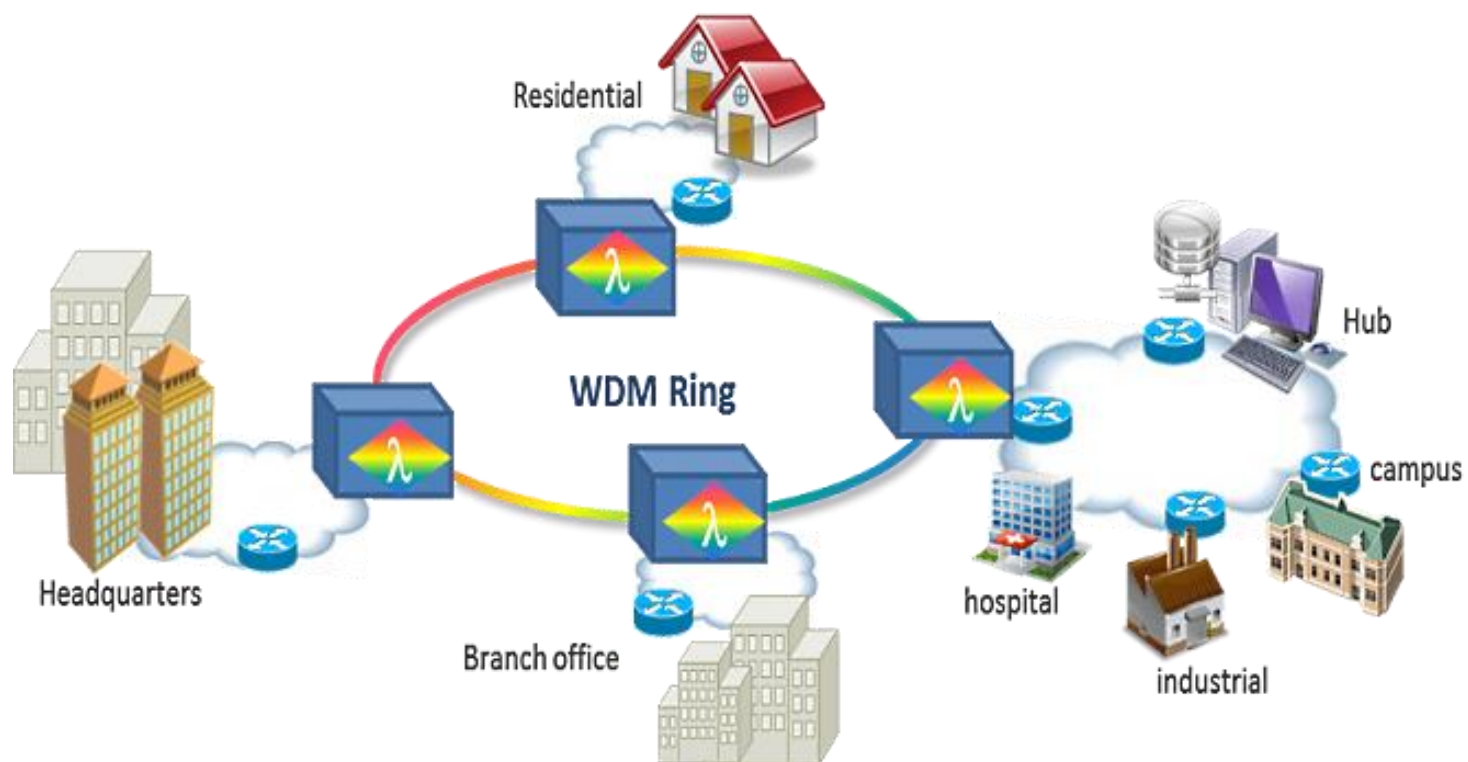 Residential
λ
Hub
λ
WDM Ring
λ
λ
campus
Headquarters
hospital
Branch office
industrial